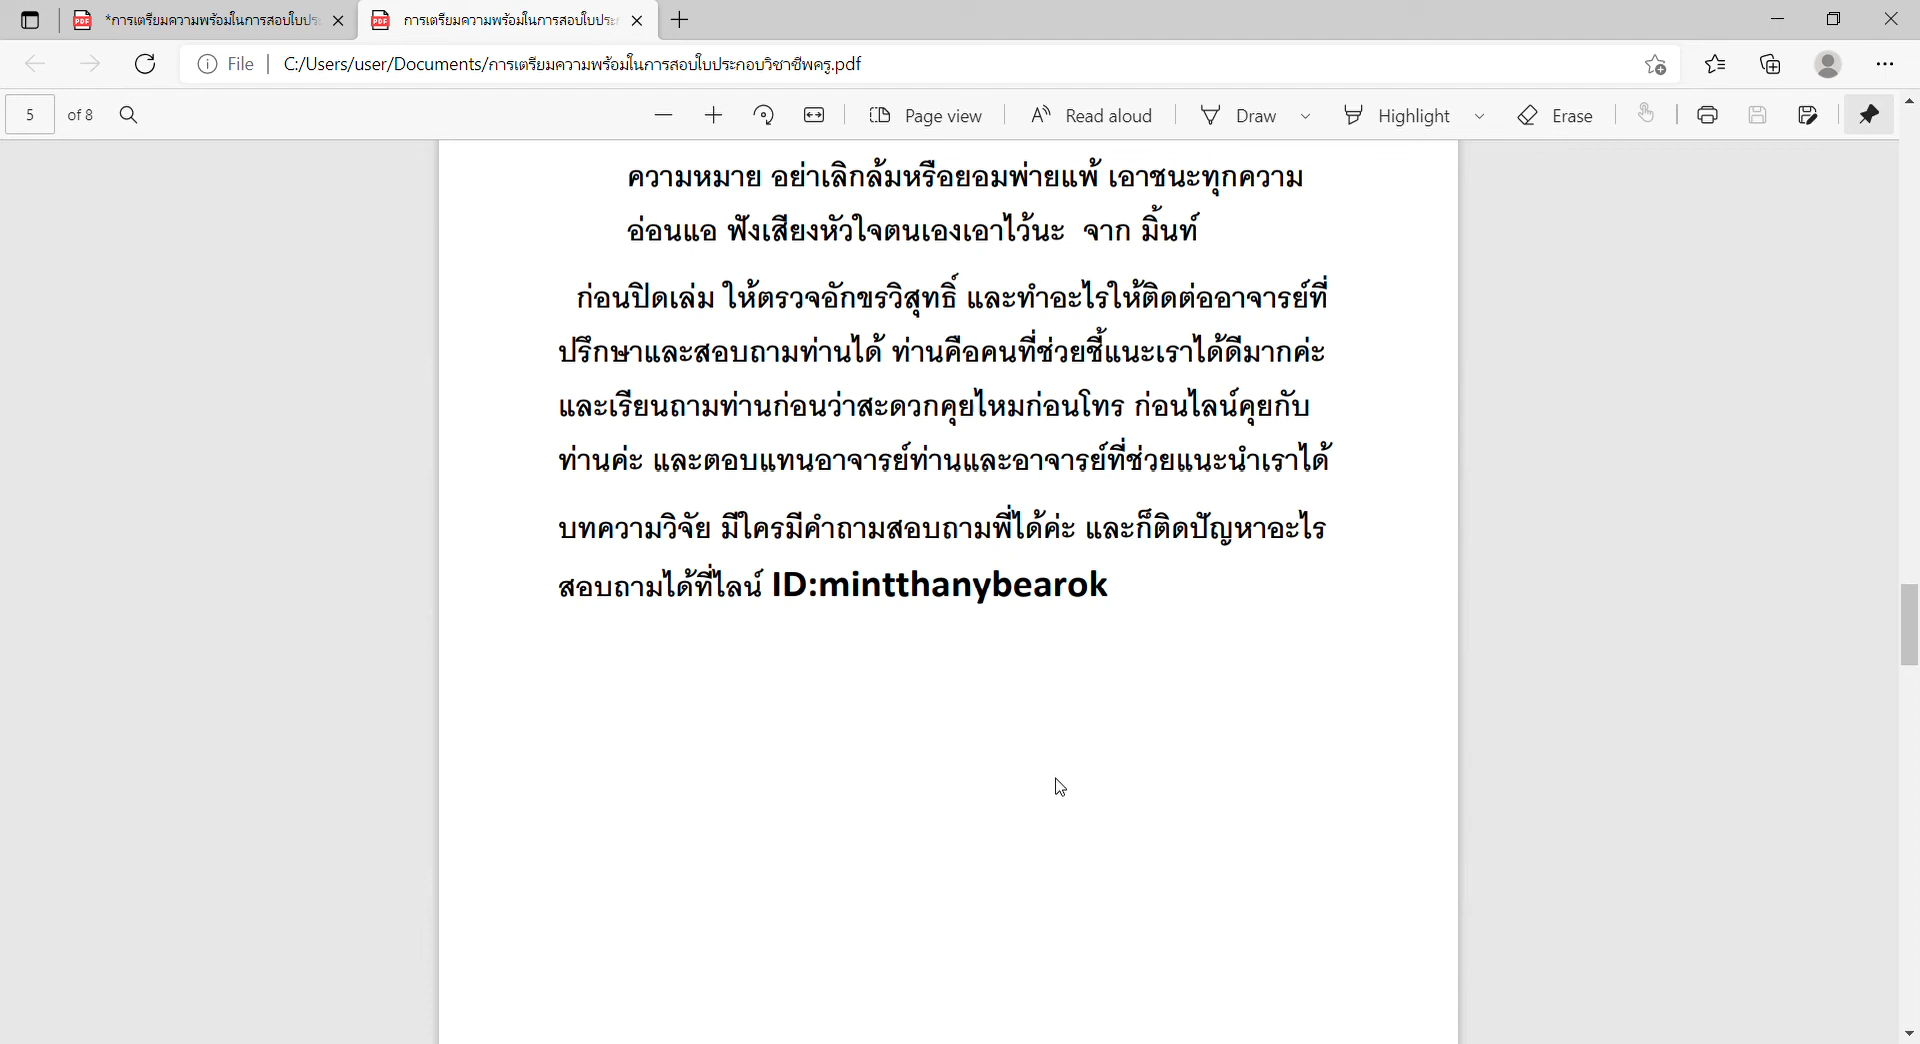 *การเตรียมความพร้อมในการสอบใบประ
การเตรียมความพร้อมในการสอบใบประ
File
C:/Users/user/Documents/การเตรียมความพร้อมในการสอบใบประกอบวิชาชีพครู.pdf
5 of 8
Page view
Read aloud
Draw
Highlight
Erase
ความหมาย อย่าเลิกล้มหรือยอมพ่ายแพ้ เอาชนะทุกความ
อ่อนแอ ฟังเสียงหัวใจตนเองเอาไว้นะ จาก มิ้นท์
ก่อนปิดเล่ม ให้ตรวจอักขรวิสุทธิ์ และทำอะไรให้ติดต่ออาจารย์ที่
ปรึกษาและสอบถามท่านได้ ท่านคือคนที่ช่วยชี้แนะเราได้ดีมากค่ะ
และเรียนถามท่านก่อนว่าสะดวกคุยไหมก่อนโทร ก่อนไลน์คุยกับ
ท่านค่ะ และตอบแทนอาจารย์ท่านและอาจารย์ที่ช่วยแนะนำเราได้
บทความวิจัย มีใครมีคำถามสอบถามพี่ได้ค่ะ และก็ติดปัญหาอะไร
สอบถามได้ที่ไลน์ ID:mintthanybearok